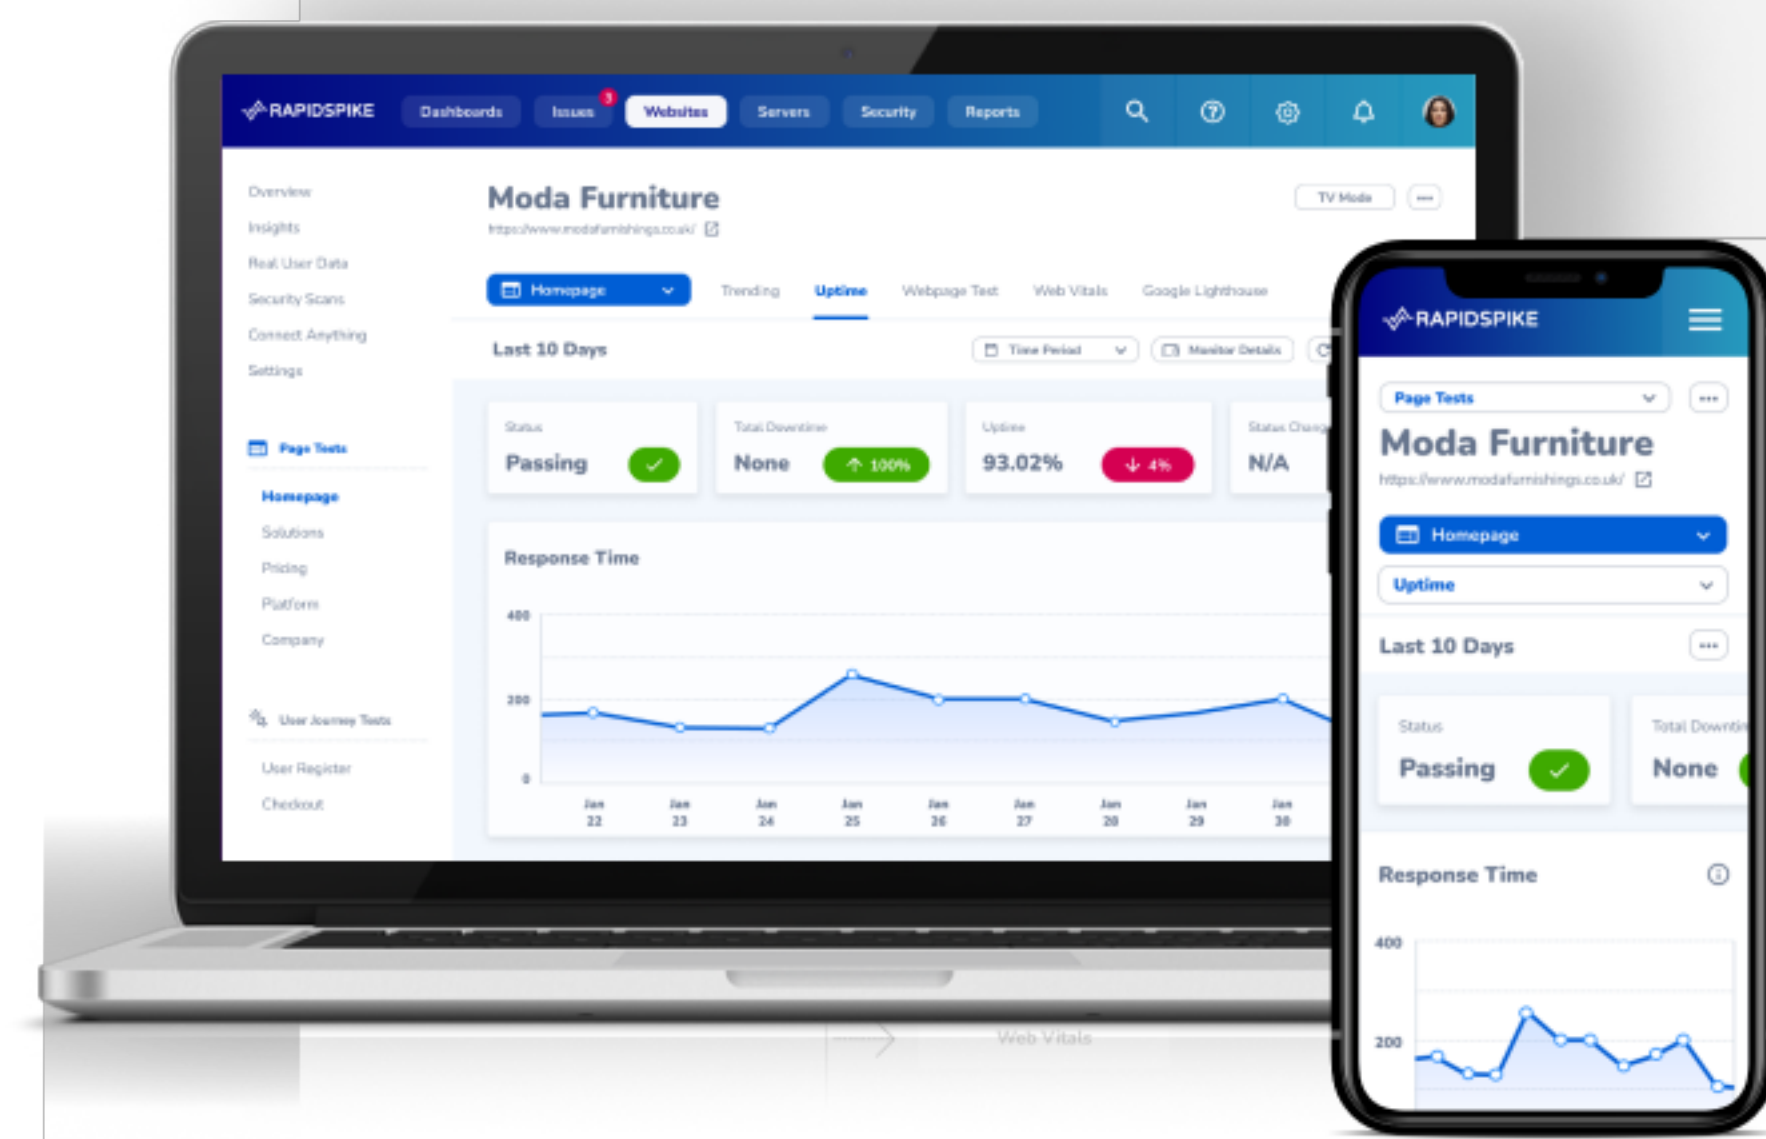 RAPIDSPIKE Dashboards Issues 3 Websites Servers Security Reports
Overview
Insights
Real User Data
Security Scans
Connect Anything
Settings
Page Tests
Homepage
Solutions
Pricing
Platform
Company
User Journey Tests
User Register
Checkout
Moda Furniture
TV Mode
https://www.modafurnishings.co.uk/
Homepage Trending Uptime Webpage Test Web Vitals Google Lighthouse
Last 10 Days Time Period Monitor Details
Status Total Downtime Uptime Status Chang
Passing None 100% 93.02% 4% N/A
Response Time
400
200
0
Jan 22 Jan 23 Jan 24 Jan 25 Jan 26 Jan 27 Jan 28 Jan 29 Jan 30
RAPIDSPIKE
Page Tests
Moda Furniture
https://www.modafurnishings.co.uk/
Homepage
Uptime
Last 10 Days
Status Total Downtim
Passing None
Response Time
400
200
Web Vitals